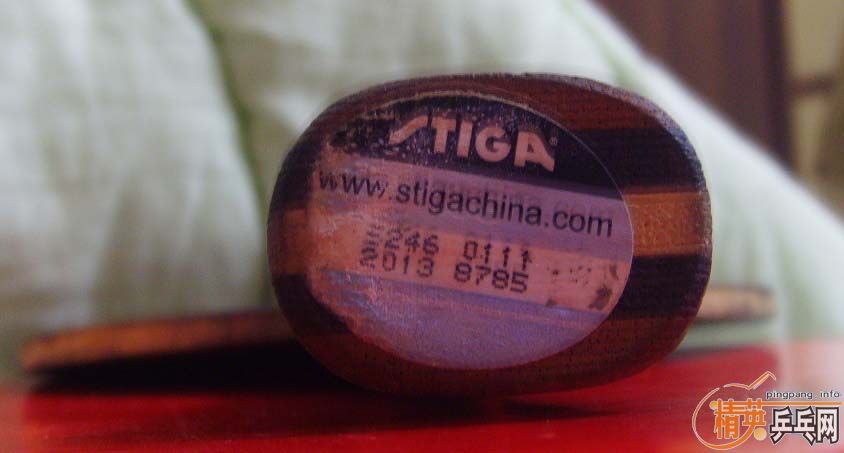 STIGA®
www.stigachina.com
2246 0111
2013 8785
pingpang_info
精英乒乓网